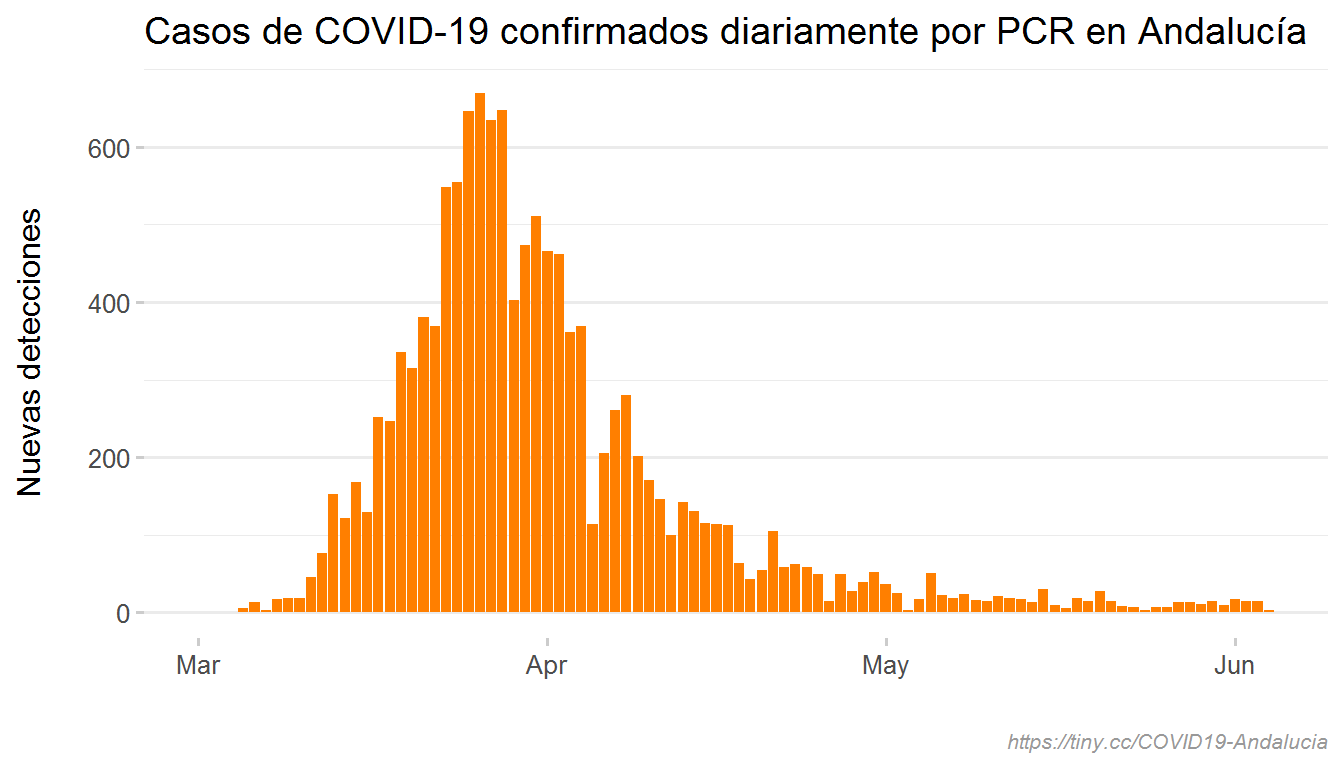 Casos de COVID-19 confirmados diariamente por PCR en Andalucía
Nuevas detecciones
600
400
200
0
Mar Apr May Jun
https://tiny.cc/COVID19-Andalucia